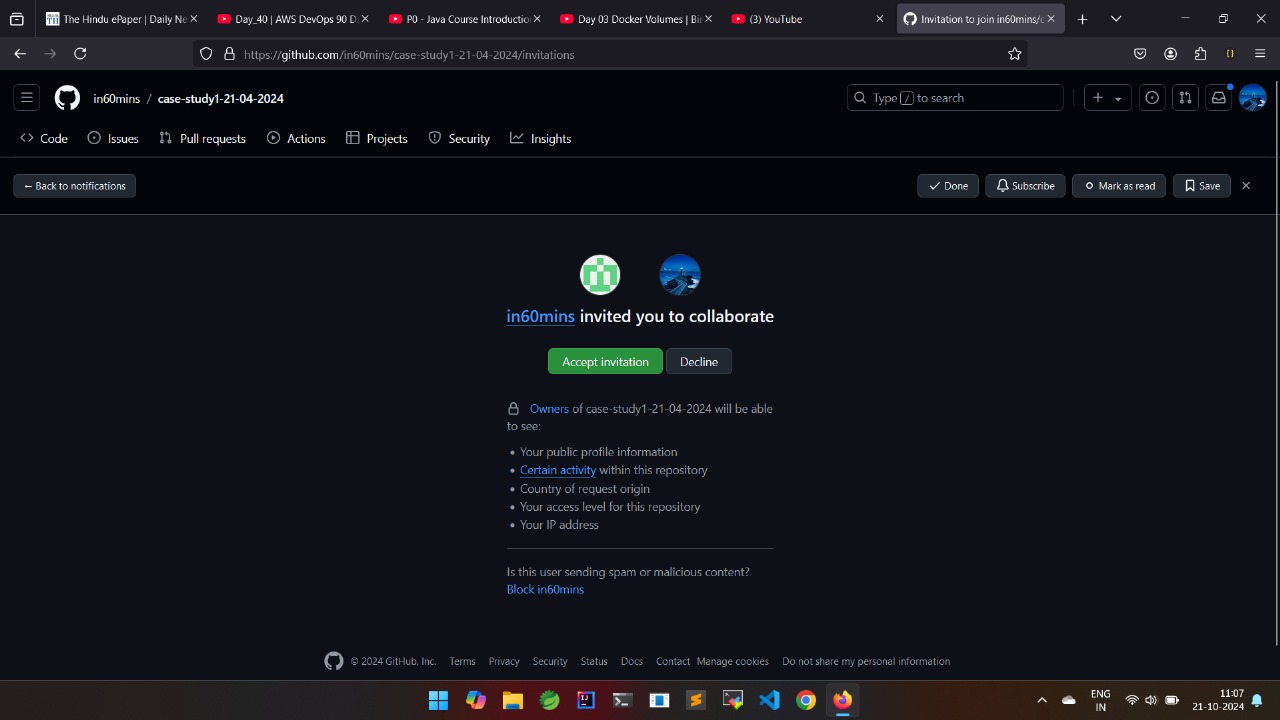 The Hindu ePaper | Daily Ne
Day_40 | AWS DevOps 90 Da
P0 - Java Course Introduction
Day 03 Docker Volumes | Bir
(3) YouTube
Invitation to join in60mins/c
https://github.com/in60mins/case-study1-21-04-2024/invitations
in60mins / case-study1-21-04-2024
Type / to search
Code Issues Pull requests Actions Projects Security Insights
← Back to notifications
Done Subscribe Mark as read Save
in60mins invited you to collaborate
Accept invitation Decline
Owners of case-study1-21-04-2024 will be able
to see:
• Your public profile information
• Certain activity within this repository
• Country of request origin
• Your access level for this repository
• Your IP address
Is this user sending spam or malicious content?
Block in60mins
© 2024 GitHub, Inc. Terms Privacy Security Status Docs Contact Manage cookies Do not share my personal information
ENG 11:07
IN 21-10-2024